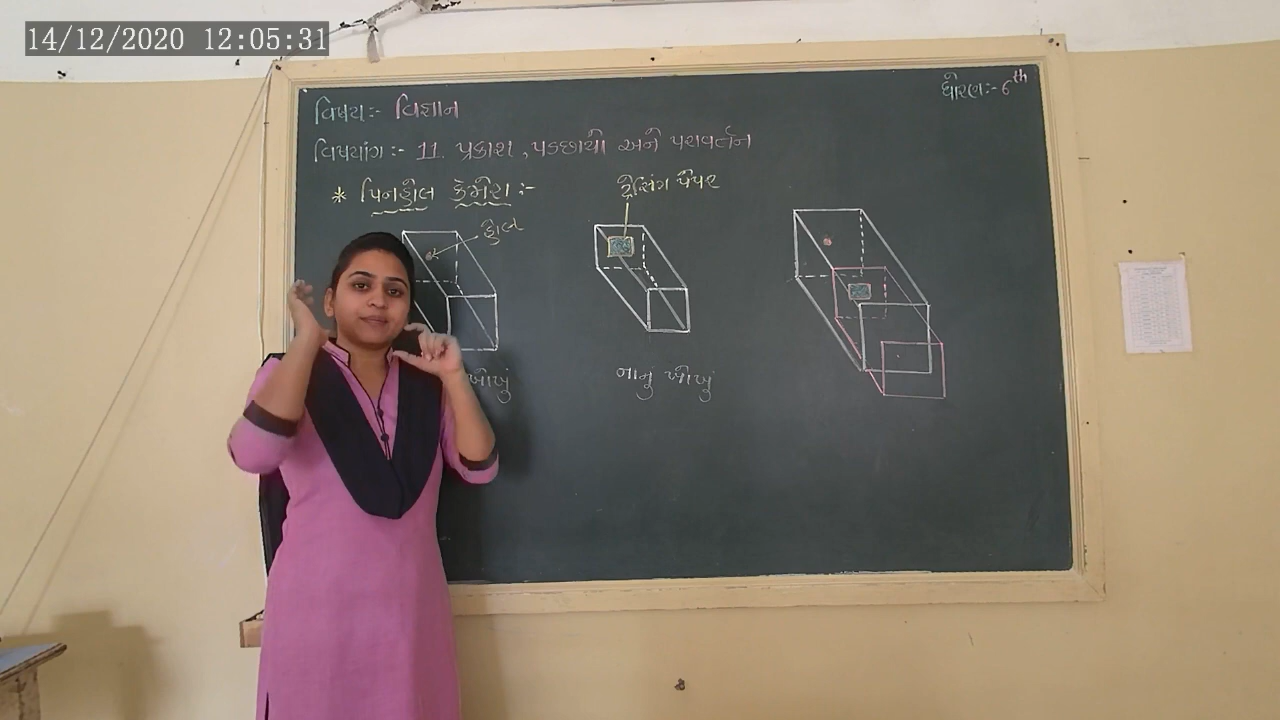 14/12/2020 12:05:31
ધોરણ:- 6th
વિષય:- વિજ્ઞાન
વિષયાંગ:- 11. પ્રકાશ, પડછાયો અને પરાવર્તન
* પિનહોલ કેમેરા:-
હોલ
ટ્રેસિંગ પેપર
ખોખું
નાનું ખોખું